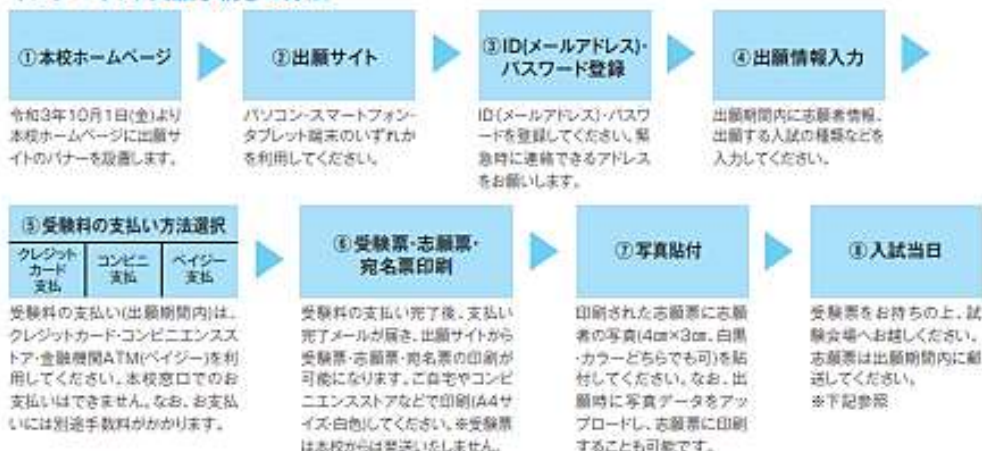 ①本校ホームページ
令和3年10月1日(金)より
本校ホームページに出願サ
イトのバナーを設置します。
②出願サイト
パソコン・スマートフォン・
タブレット端末のいずれか
を利用してください。
③ID(メールアドレス)・
パスワード登録
ID(メールアドレス)・パスワ
ードを登録してください。緊
急時に連絡できるアドレス
をお願いします。
④出願情報入力
出願期間内に志願者情報、
出願する入試の種類などを
入力してください。
⑤受験料の支払い方法選択
クレジット
カード
支払
コンビニ
支払
ペイジー
支払
受験料の支払い(出願期間内)は、
クレジットカード・コンビニエンスス
トア・金融機関ATM(ペイジー)を利
用してください。本校窓口でのお
支払いはできません。なお、お支払
いには別途手数料がかかります。
⑥受験票・志願票・
宛名票印刷
受験料の支払い完了後、支払い
完了メールが届き、出願サイトから
受験票・志願票・宛名票の印刷が
可能になります。ご自宅やコンビ
ニエンスストアなどで印刷(A4サ
イズ・白色)してください。※受験票
は本校からは発送いたしません。
⑦写真貼付
印刷された志願票に志願
者の写真(4㎝×3㎝、白黒
・カラーどちらでも可)を貼
付してください。なお、出
願時に写真データをアッ
プロードし、志願票に印刷
することも可能です。
⑧入試当日
受験票をお持ちの上、試
験会場へお越しください。
志願票は出願期間内に郵
送してください。
※下記参照